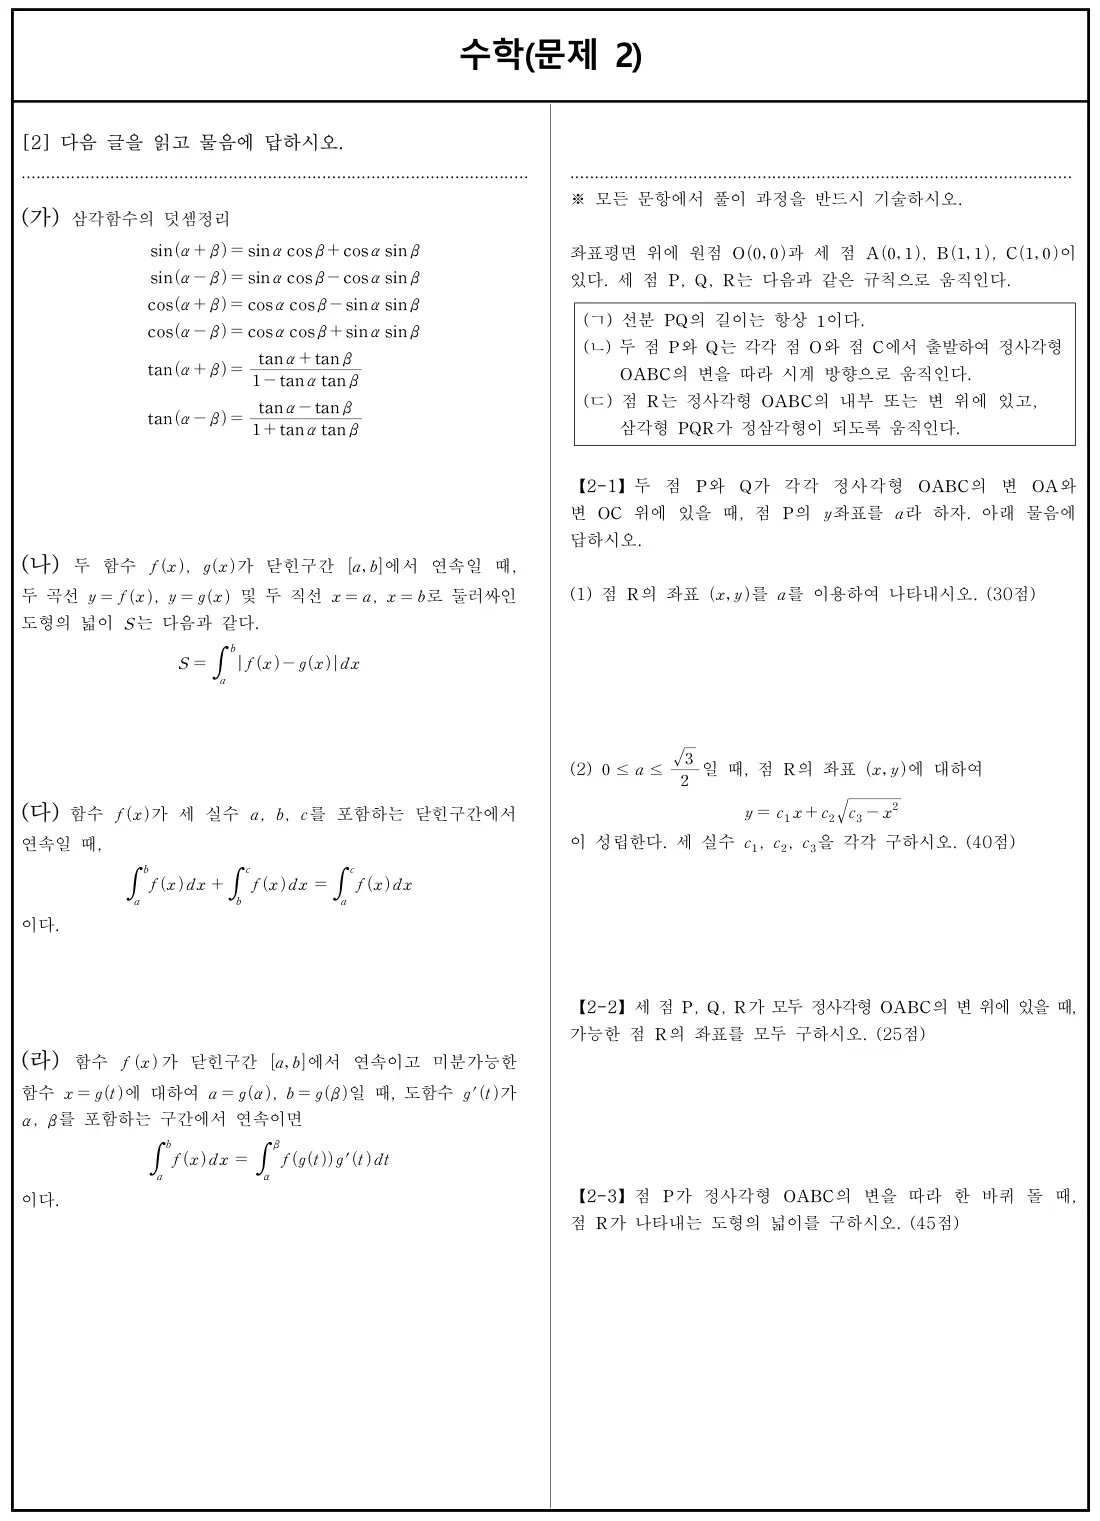 수학(문제 2)
[2] 다음 글을 읽고 물음에 답하시오.
(가) 삼각함수의 덧셈정리
sin(α+β)=sinα cosβ+cosα sinβ
sin(α-β)=sinα cosβ-cosα sinβ
cos(α+β)=cosα cosβ-sinα sinβ
cos(α-β)=cosα cosβ+sinα sinβ
tan(α+β)= (tanα+tanβ)/(1-tanα tanβ)
tan(α-β)= (tanα-tanβ)/(1+tanα tanβ)
(나) 두 함수 f(x), g(x)가 닫힌구간 [a,b]에서 연속일 때,
두 곡선 y=f(x), y=g(x) 및 두 직선 x=a, x=b로 둘러싸인
도형의 넓이 S는 다음과 같다.
S=∫_a^b |f(x)-g(x)|dx
(다) 함수 f(x)가 세 실수 a, b, c를 포함하는 닫힌구간에서
연속일 때,
∫_a^b f(x)dx+∫_b^c f(x)dx=∫_a^c f(x)dx
이다.
(라) 함수 f(x)가 닫힌구간 [a,b]에서 연속이고 미분가능한
함수 x=g(t)에 대하여 a=g(α), b=g(β)일 때, 도함수 g′(t)가
α, β를 포함하는 구간에서 연속이면
∫_a^b f(x)dx = ∫_α^β f(g(t))g′(t)dt
이다.
※ 모든 문항에서 풀이 과정을 반드시 기술하시오.
좌표평면 위에 원점 O(0,0)과 세 점 A(0,1), B(1,1), C(1,0)이
있다. 세 점 P, Q, R는 다음과 같은 규칙으로 움직인다.
(ㄱ) 선분 PQ의 길이는 항상 1이다.
(ㄴ) 두 점 P와 Q는 각각 점 O와 점 C에서 출발하여 정사각형
OABC의 변을 따라 시계 방향으로 움직인다.
(ㄷ) 점 R는 정사각형 OABC의 내부 또는 변 위에 있고,
삼각형 PQR가 정삼각형이 되도록 움직인다.
【2-1】두 점 P와 Q가 각각 정사각형 OABC의 변 OA와
변 OC 위에 있을 때, 점 P의 y좌표를 a라 하자. 아래 물음에
답하시오.
(1) 점 R의 좌표 (x,y)를 a를 이용하여 나타내시오. (30점)
(2) 0≤a≤√3/2일 때, 점 R의 좌표 (x,y)에 대하여
y=c₁x+c₂√(c₃-x²)
이 성립한다. 세 실수 c₁, c₂, c₃을 각각 구하시오. (40점)
【2-2】세 점 P, Q, R가 모두 정사각형 OABC의 변 위에 있을 때,
가능한 점 R의 좌표를 모두 구하시오. (25점)
【2-3】점 P가 정사각형 OABC의 변을 따라 한 바퀴 돌 때,
점 R가 나타내는 도형의 넓이를 구하시오. (45점)